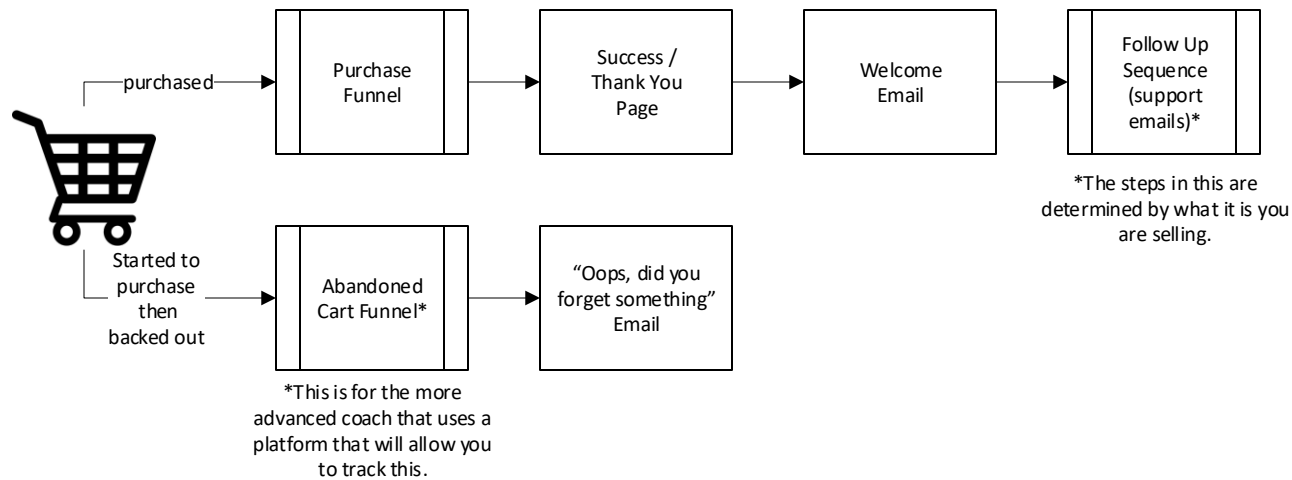 purchased
Purchase
Funnel
Success /
Thank You
Page
Welcome
Email
Follow Up
Sequence
(support
emails)*
*The steps in this are
determined by what it is you
are selling.
Started to
purchase
then
backed out
Abandoned
Cart Funnel*
“Oops, did you
forget something”
Email
*This is for the more
advanced coach that uses a
platform that will allow you
to track this.